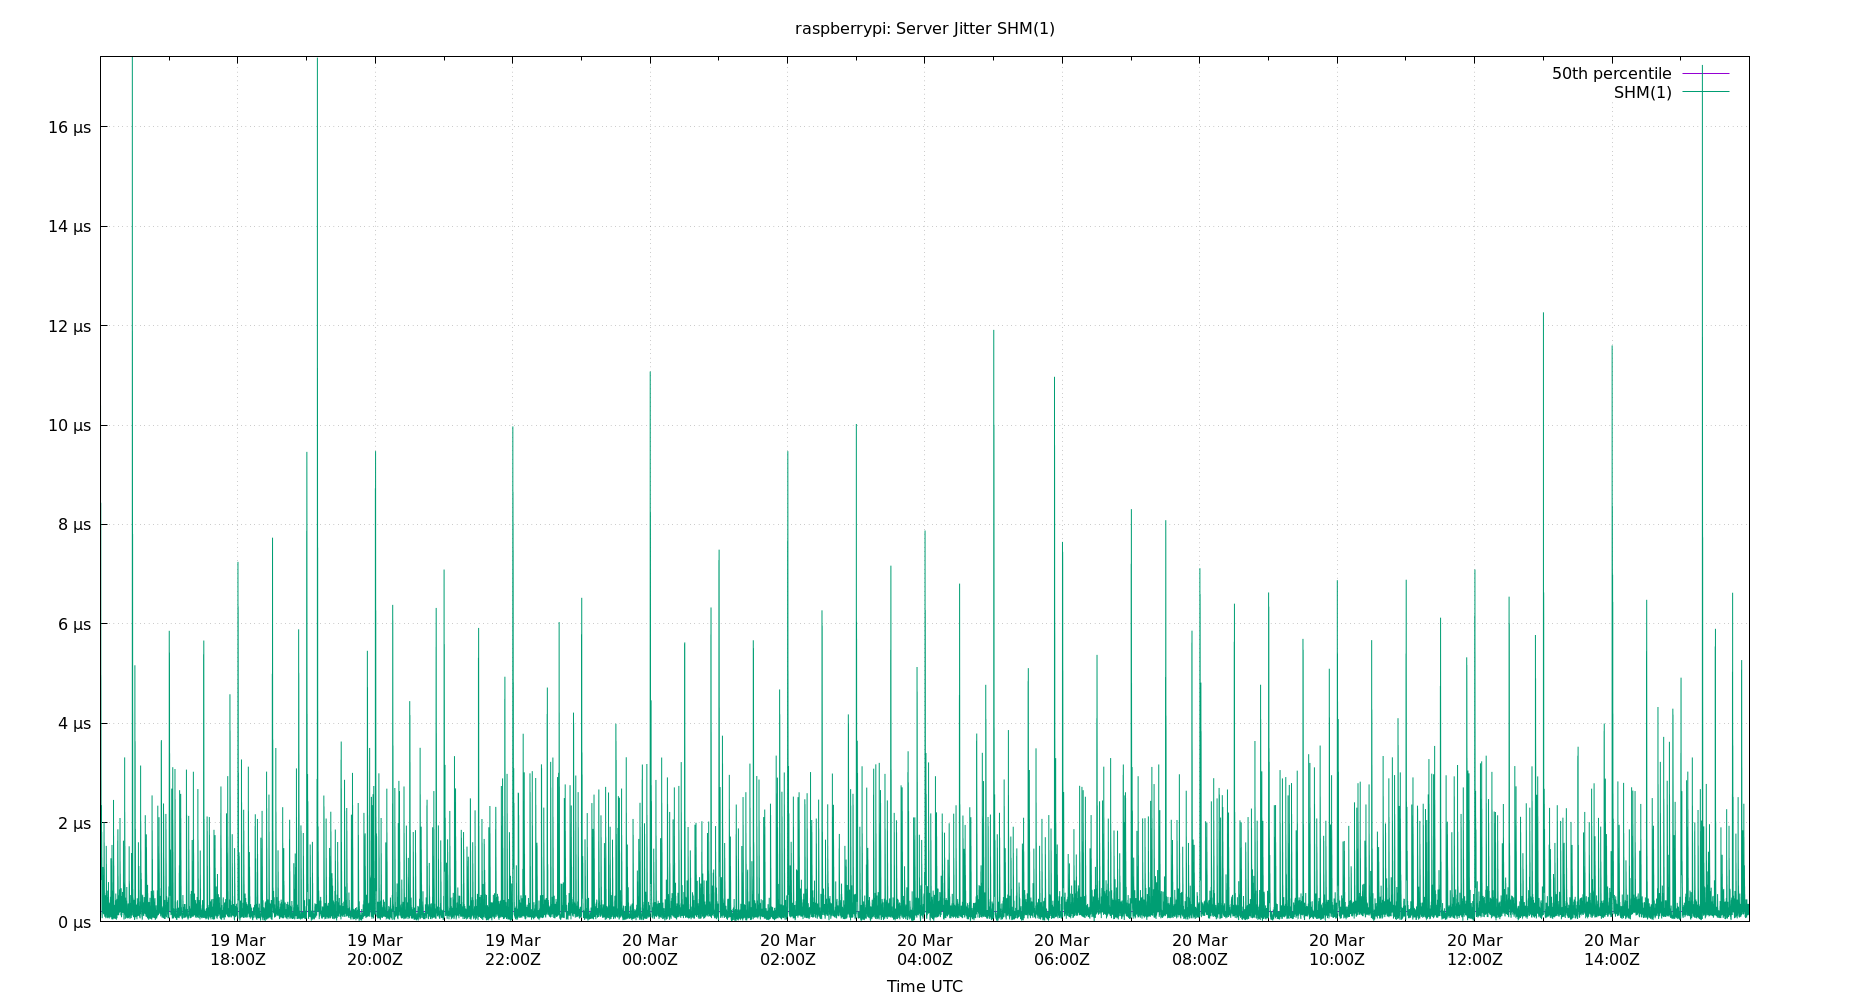 raspberrypi: Server Jitter SHM(1)
50th percentile
SHM(1)
16 µs
14 µs
12 µs
10 µs
8 µs
6 µs
4 µs
2 µs
0 µs
19 Mar 19 Mar 19 Mar 20 Mar 20 Mar 20 Mar 20 Mar 20 Mar 20 Mar 20 Mar 20 Mar
18:00Z 20:00Z 22:00Z 00:00Z 02:00Z 04:00Z 06:00Z 08:00Z 10:00Z 12:00Z 14:00Z
Time UTC